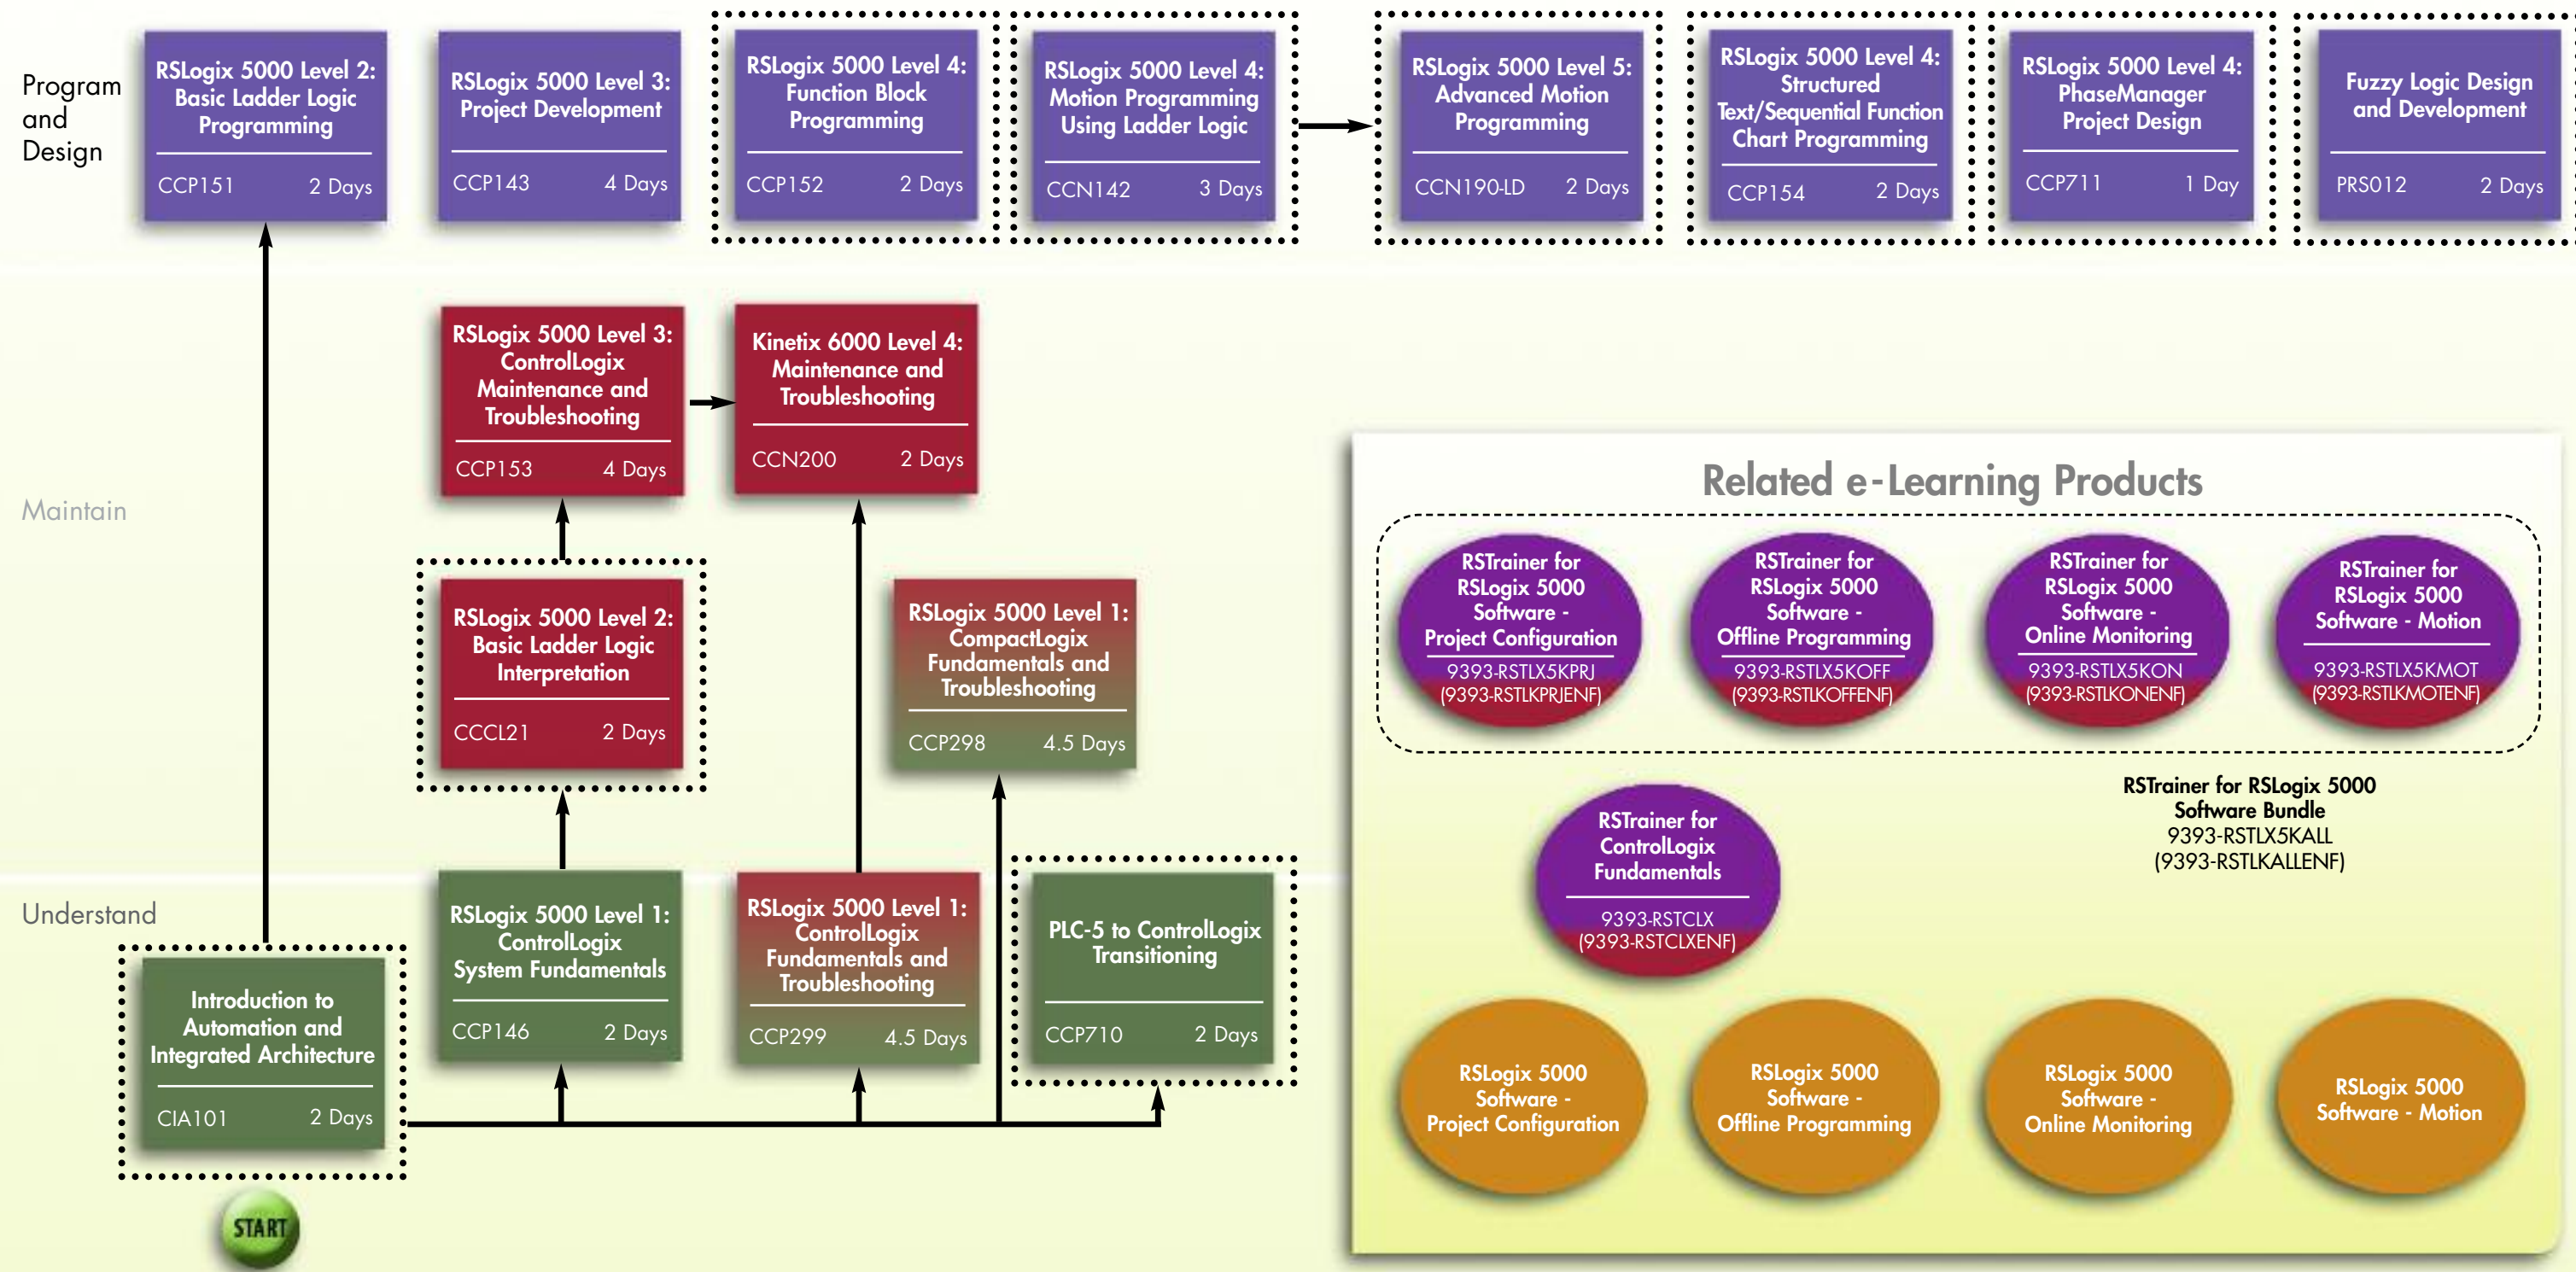 Program
and
Design
RSLogix 5000 Level 2:
Basic Ladder Logic
Programming
CCP151 2 Days
RSLogix 5000 Level 3:
Project Development
CCP143 4 Days
RSLogix 5000 Level 4:
Function Block
Programming
CCP152 2 Days
RSLogix 5000 Level 4:
Motion Programming
Using Ladder Logic
CCN142 3 Days
RSLogix 5000 Level 5:
Advanced Motion
Programming
CCN190-LD 2 Days
RSLogix 5000 Level 4:
Structured
Text/Sequential Function
Chart Programming
CCP154 2 Days
RSLogix 5000 Level 4:
PhaseManager
Project Design
CCP711 1 Day
Fuzzy Logic Design
and Development
PRS012 2 Days
Maintain
RSLogix 5000 Level 3:
ControlLogix
Maintenance and
Troubleshooting
CCP153 4 Days
Kinetix 6000 Level 4:
Maintenance and
Troubleshooting
CCN200 2 Days
RSLogix 5000 Level 2:
Basic Ladder Logic
Interpretation
CCCL21 2 Days
RSLogix 5000 Level 1:
CompactLogix
Fundamentals and
Troubleshooting
CCP298 4.5 Days
Understand
Introduction to
Automation and
Integrated Architecture
CIA101 2 Days
RSLogix 5000 Level 1:
ControlLogix
System Fundamentals
CCP146 2 Days
RSLogix 5000 Level 1:
ControlLogix
Fundamentals and
Troubleshooting
CCP299 4.5 Days
PLC-5 to ControlLogix
Transitioning
CCP710 2 Days
START
Related e-Learning Products
RSTrainer for
RSLogix 5000
Software -
Project Configuration
9393-RSTLX5KPRJ
(9393-RSTLKPRJENF)
RSTrainer for
RSLogix 5000
Software -
Offline Programming
9393-RSTLX5KOFF
(9393-RSTLKOFFENF)
RSTrainer for
RSLogix 5000
Software -
Online Monitoring
9393-RSTLX5KON
(9393-RSTLKONENF)
RSTrainer for
RSLogix 5000
Software - Motion
9393-RSTLX5KMOT
(9393-RSTLKMOTENF)
RSTrainer for RSLogix 5000
Software Bundle
9393-RSTLX5KALL
(9393-RSTLKALLENF)
RSTrainer for
ControlLogix
Fundamentals
9393-RSTCLX
(9393-RSTCLXENF)
RSLogix 5000
Software -
Project Configuration
RSLogix 5000
Software -
Offline Programming
RSLogix 5000
Software -
Online Monitoring
RSLogix 5000
Software - Motion